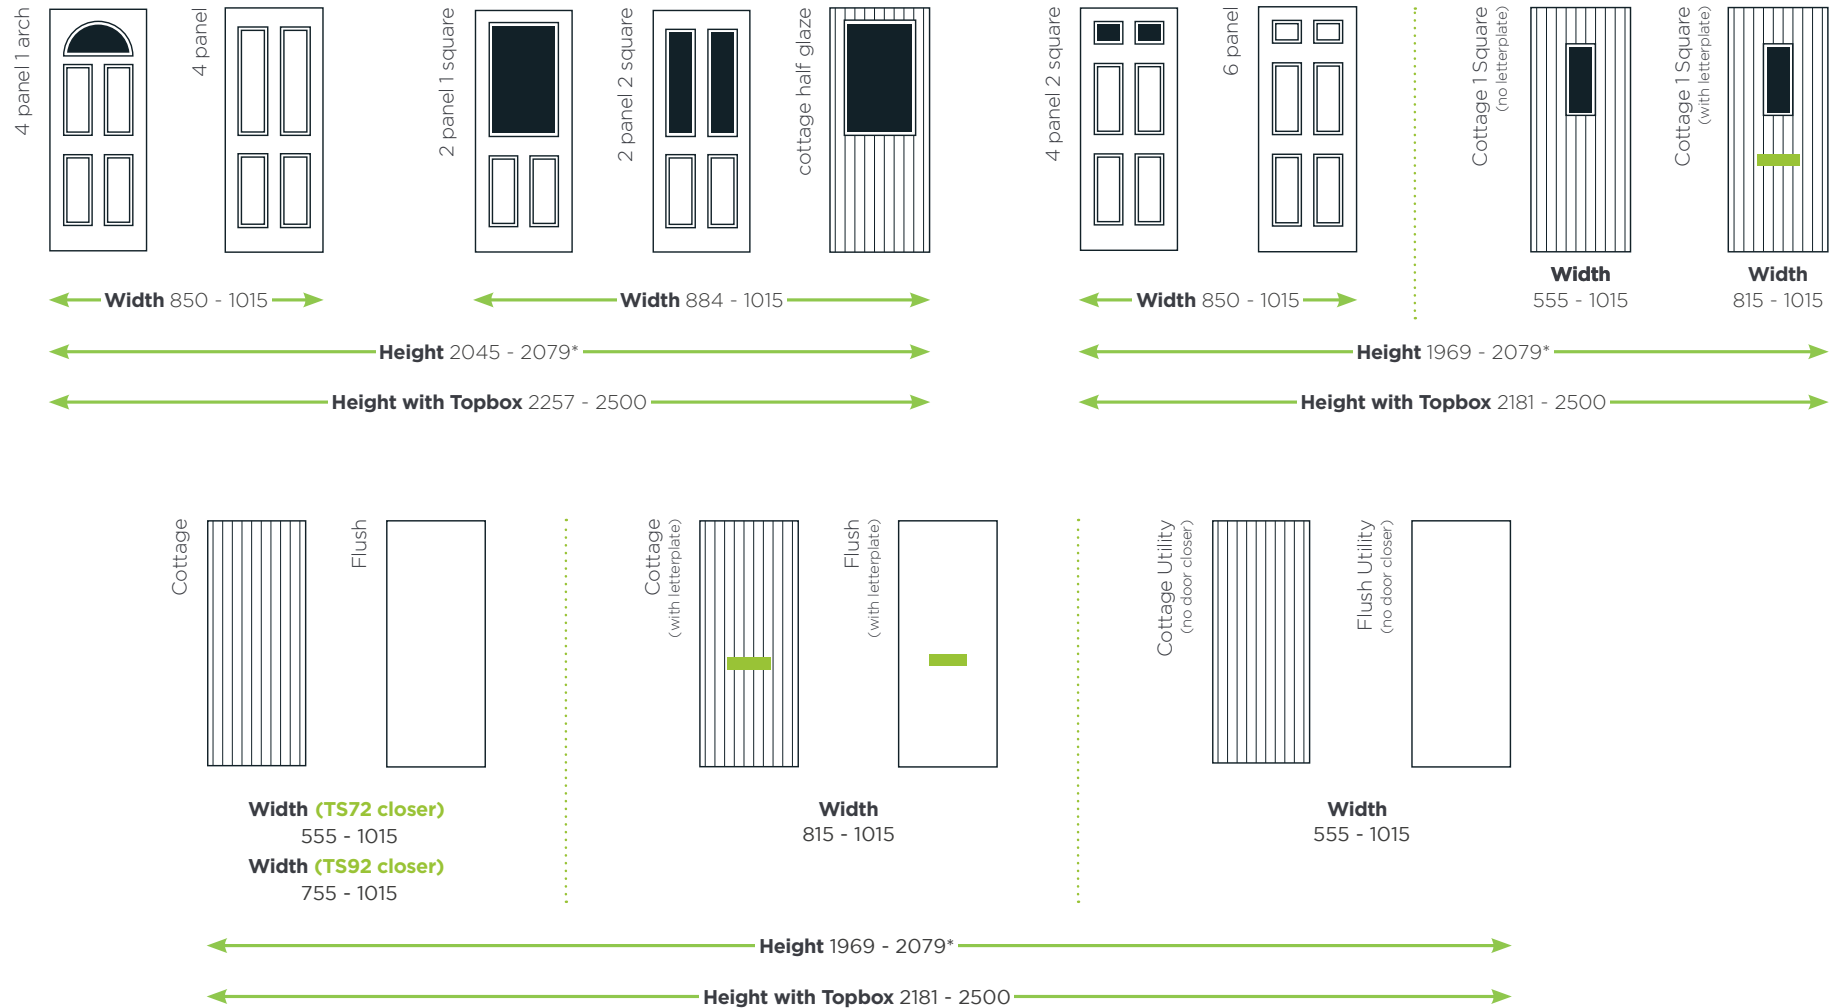 4 panel 1 arch
4 panel
2 panel 1 square
2 panel 2 square
cottage half glaze
4 panel 2 square
6 panel
Cottage 1 Square
(no letterplate)
Cottage 1 Square
(with letterplate)
Width 850 - 1015
Width 884 - 1015
Width 850 - 1015
Width
555 - 1015
Width
815 - 1015
Height 2045 - 2079*
Height 1969 - 2079*
Height with Topbox 2257 - 2500
Height with Topbox 2181 - 2500
Cottage
Flush
Cottage
(with letterplate)
Flush
(with letterplate)
Cottage Utility
(no door closer)
Flush Utility
(no door closer)
Width (TS72 closer)
555 - 1015
Width (TS92 closer)
755 - 1015
Width
815 - 1015
Width
555 - 1015
Height 1969 - 2079*
Height with Topbox 2181 - 2500